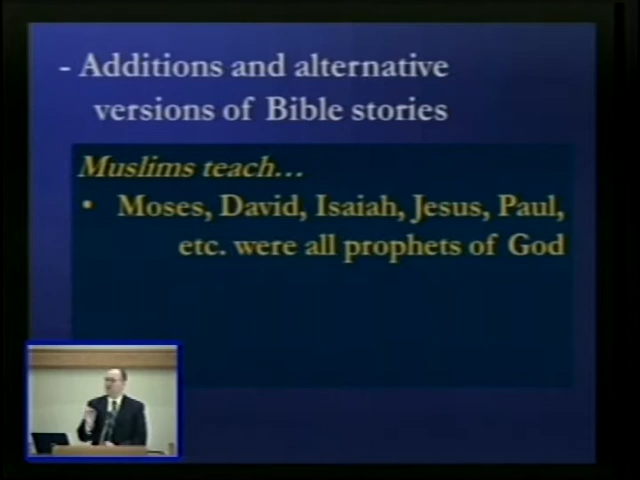 - Additions and alternative
versions of Bible stories
Muslims teach...
• Moses, David, Isaiah, Jesus, Paul,
etc. were all prophets of God